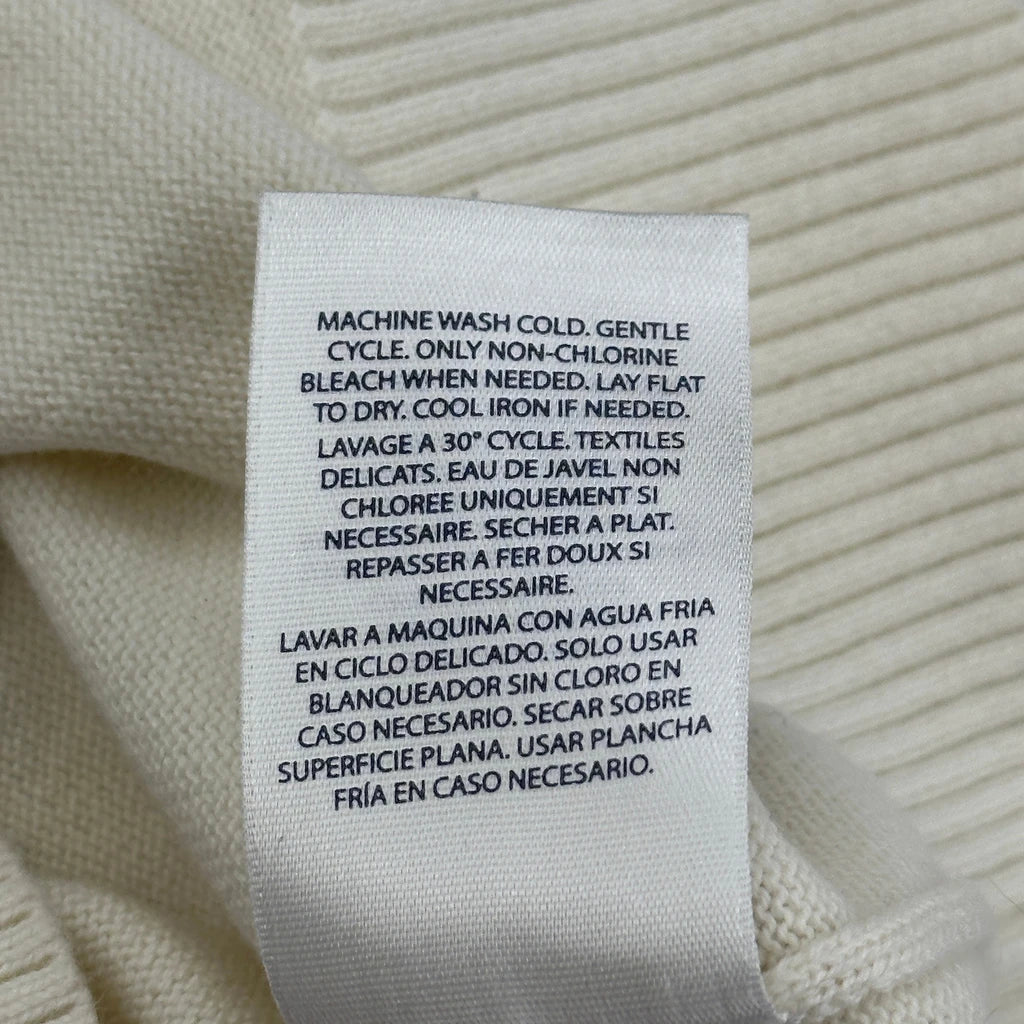 MACHINE WASH COLD. GENTLE
CYCLE. ONLY NON-CHLORINE
BLEACH WHEN NEEDED. LAY FLAT
TO DRY. COOL IRON IF NEEDED.
LAVAGE A 30° CYCLE. TEXTILES
DELICATS. EAU DE JAVEL NON
CHLOREE UNIQUEMENT SI
NECESSAIRE. SECHER A PLAT.
REPASSER A FER DOUX SI
NECESSAIRE.
LAVAR A MAQUINA CON AGUA FRIA
EN CICLO DELICADO. SOLO USAR
BLANQUEADOR SIN CLORO EN
CASO NECESARIO. SECAR SOBRE
SUPERFICIE PLANA. USAR PLANCHA
FRÍA EN CASO NECESARIO.